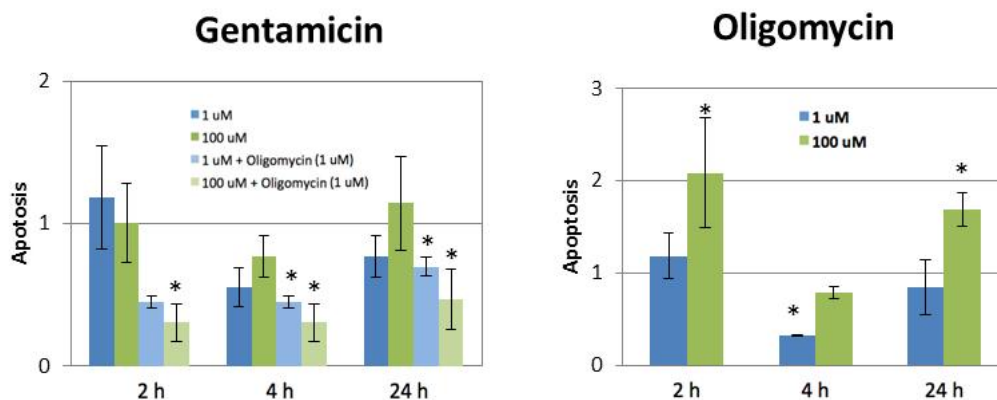 Gentamicin
2
1 uM
100 uM
1 uM + Oligomycin (1 uM)
100 uM + Oligomycin (1 uM)
Apotosis
1
*
*
*
*
*
0
2 h
4 h
24 h
Oligomycin
3
1 uM
100 uM
*
*
2
Apoptosis
1
*
0
2 h
4 h
24 h